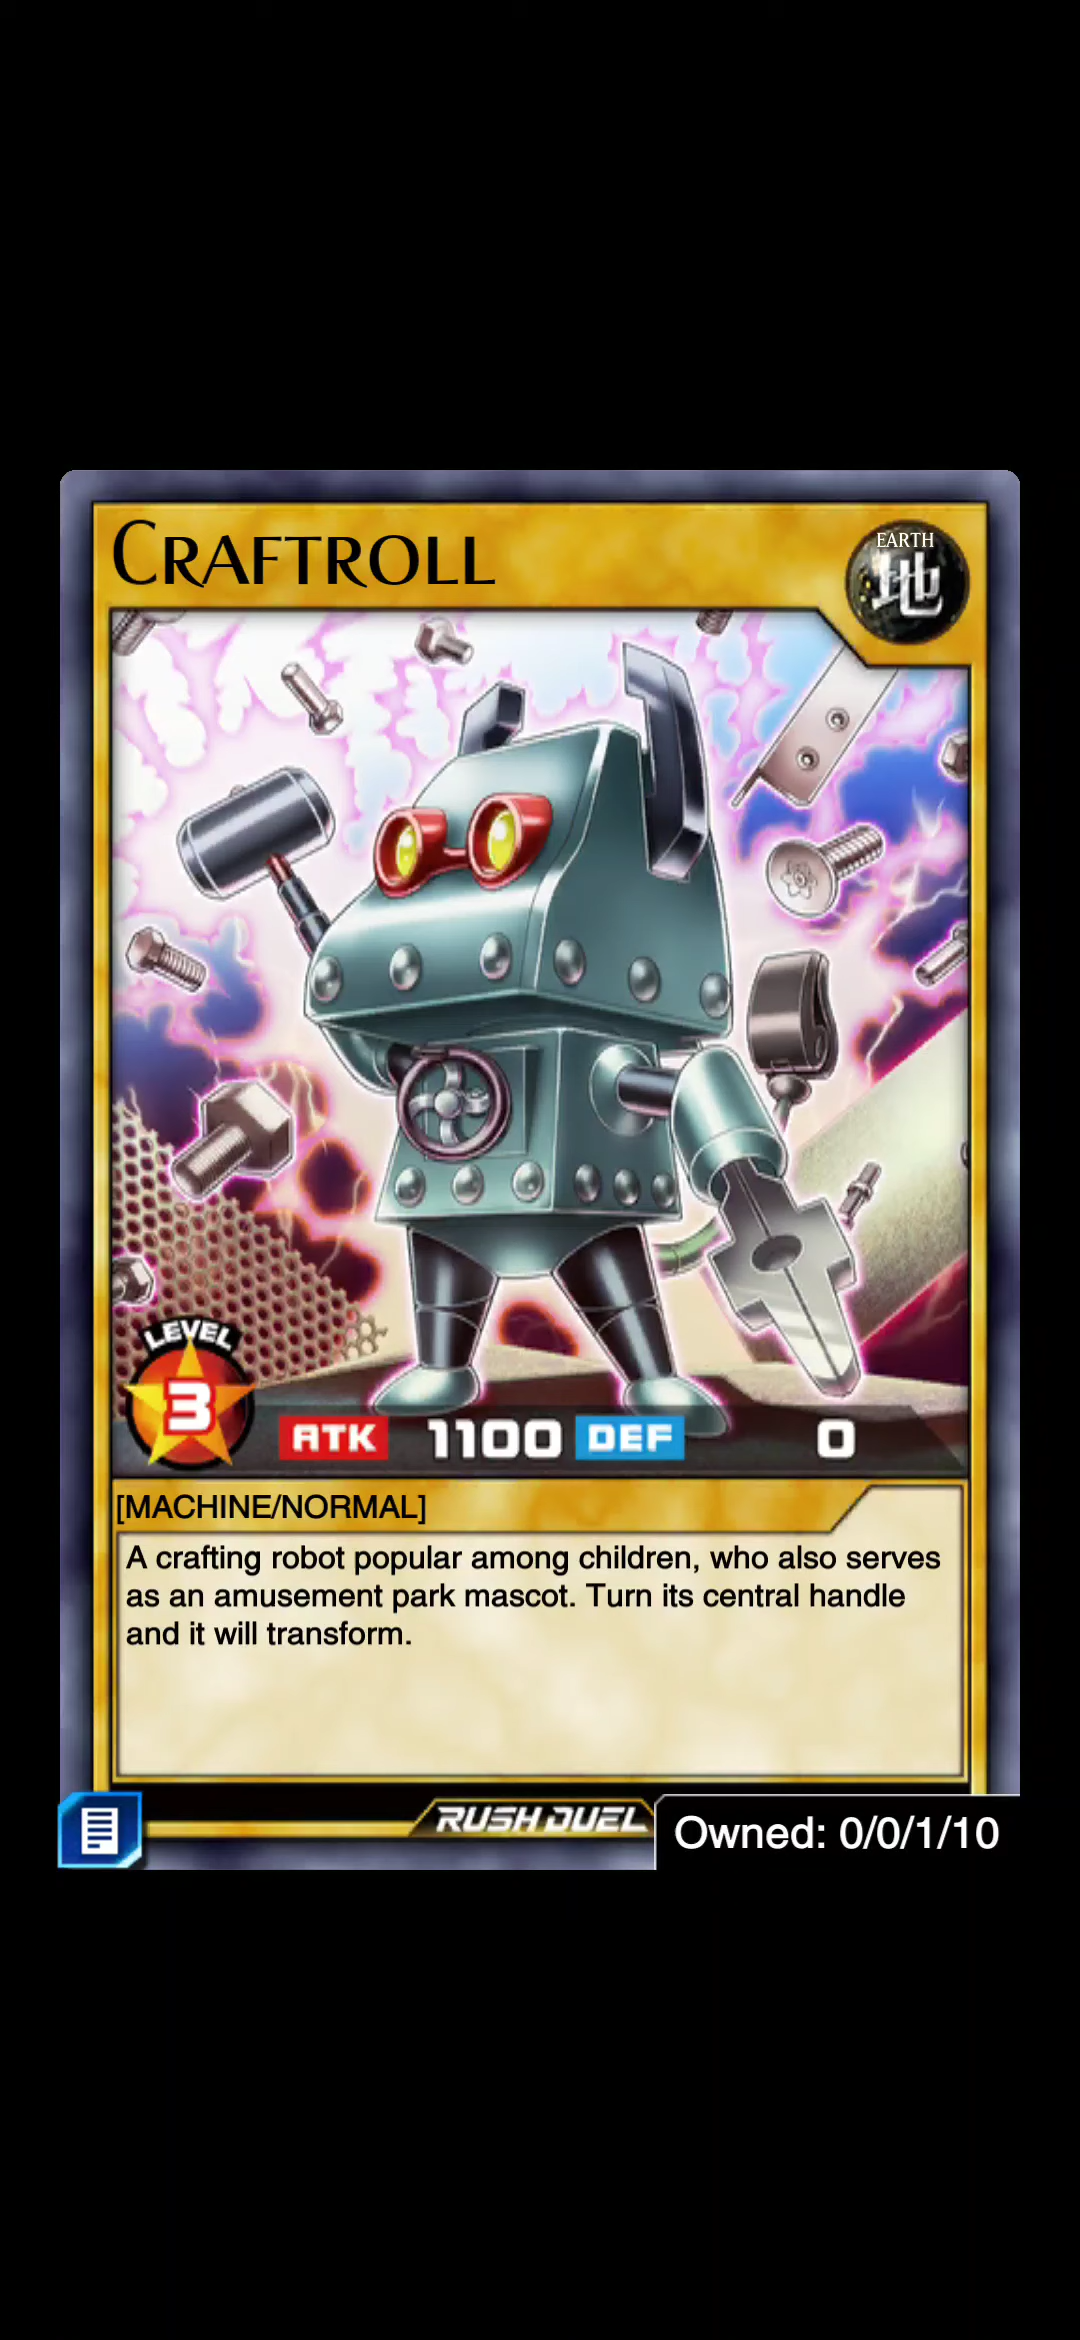 Craftroll
EARTH
地
LEVEL
3
ATK 1100 DEF 0
[MACHINE/NORMAL]
A crafting robot popular among children, who also serves
as an amusement park mascot. Turn its central handle
and it will transform.
RUSH DUEL
Owned: 0/0/1/10